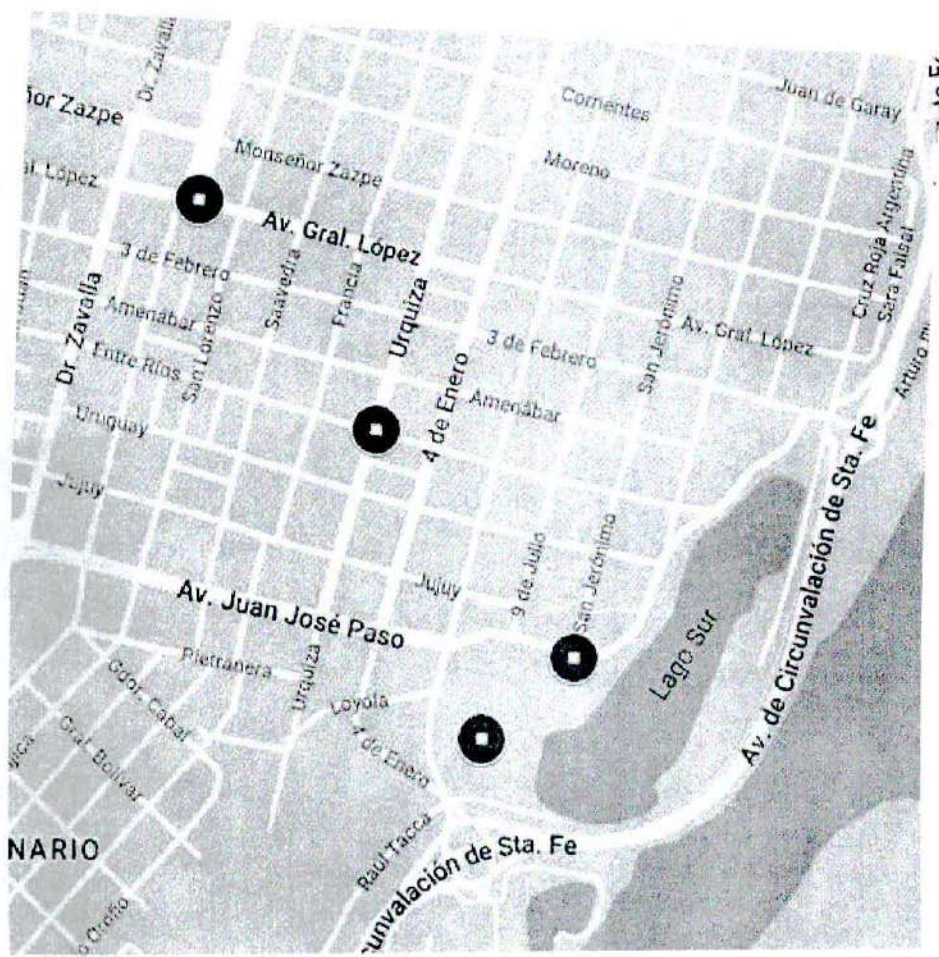 Dr. Zavalla
Juan de Garay
Corrientes
ñor Zazpe
Monseñor Zazpe
Moreno
al. López
Av. Gral. López
Cruz Roja Argentina
Sara Faisal
3 de Febrero
Saavedra
Francia
Urquiza
San Jerónimo
Av. Gral. López
3 de Febrero
Amenábar
San Lorenzo
Dr. Zavalla
Entre Ríos
4 de Enero
Amenábar
Uruguay
Jujuy
9 de Julio
San Jerónimo
Jujuy
Av. Juan José Paso
Pietranera
Urquiza
Loyola
Lago Sur
Av. de Circunvalación de Sta. Fe
Gdor. Cabal
4 de Enero
Gral. Bolívar
NARIO
Raúl Tacca
cunvalación de Sta. Fe
o Oroño